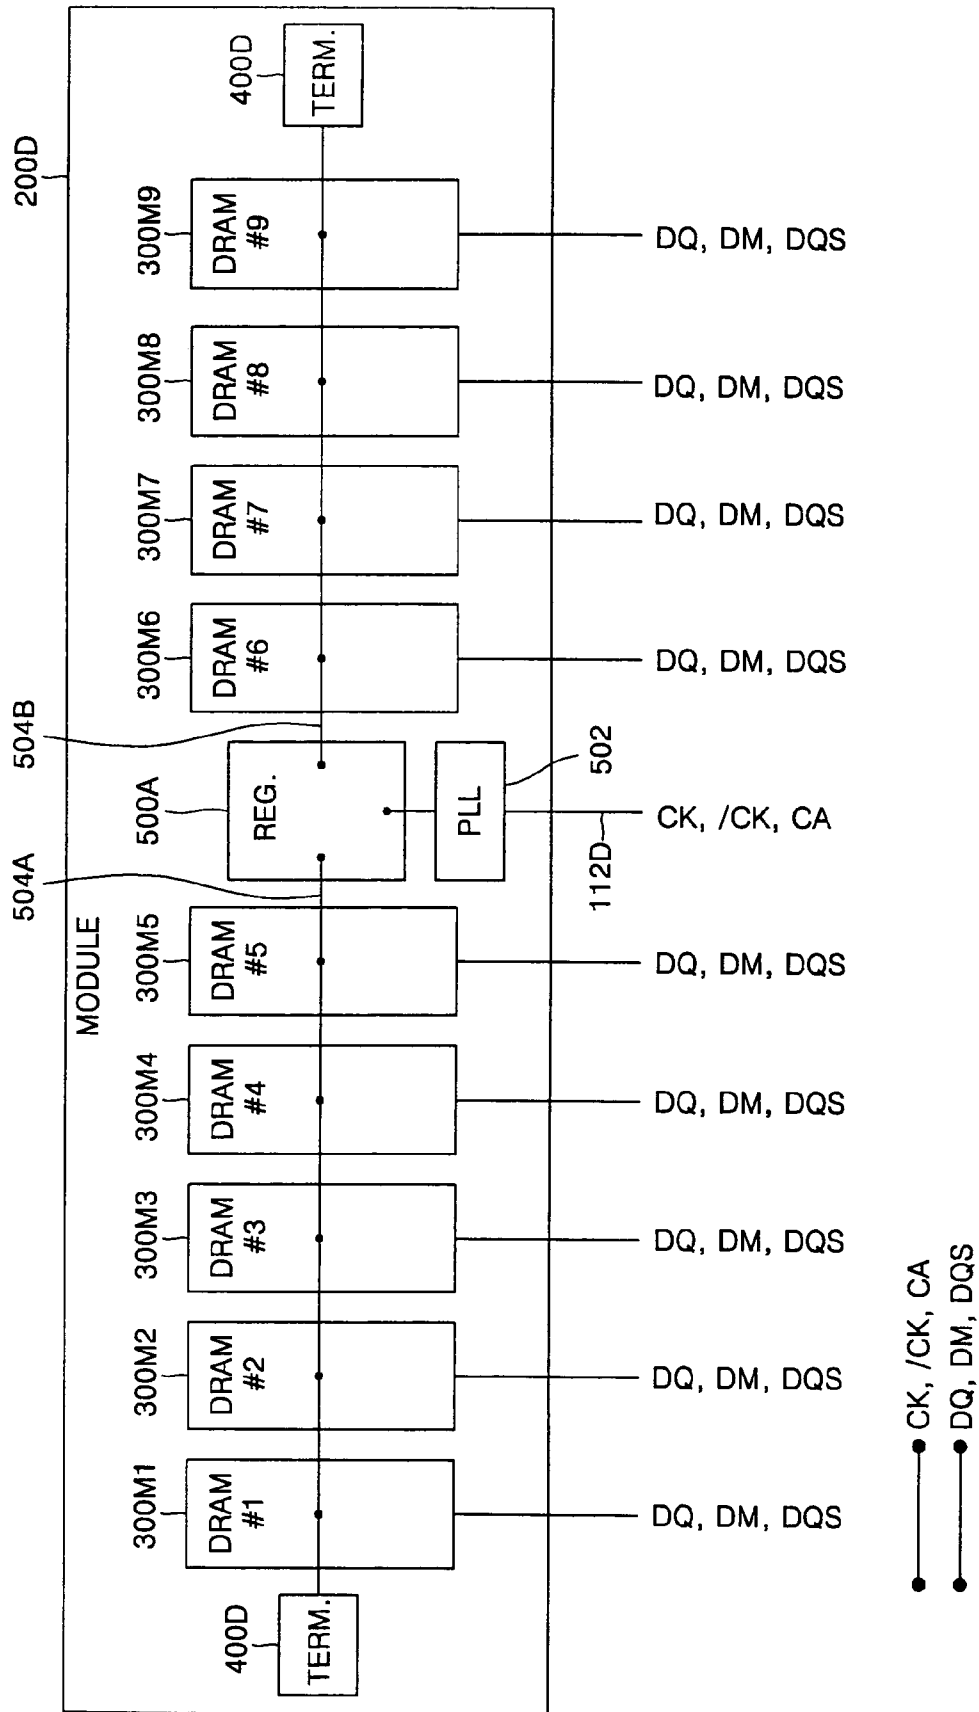 200D
MODULE
400D
TERM.
300M9
DRAM
#9
DQ, DM, DQS
300M8
DRAM
#8
DQ, DM, DQS
300M7
DRAM
#7
DQ, DM, DQS
300M6
DRAM
#6
DQ, DM, DQS
504B
500A
REG.
PLL
502
112D
CK, /CK, CA
504A
300M5
DRAM
#5
DQ, DM, DQS
300M4
DRAM
#4
DQ, DM, DQS
300M3
DRAM
#3
DQ, DM, DQS
300M2
DRAM
#2
DQ, DM, DQS
300M1
DRAM
#1
DQ, DM, DQS
400D
TERM.
CK, /CK, CA
DQ, DM, DQS